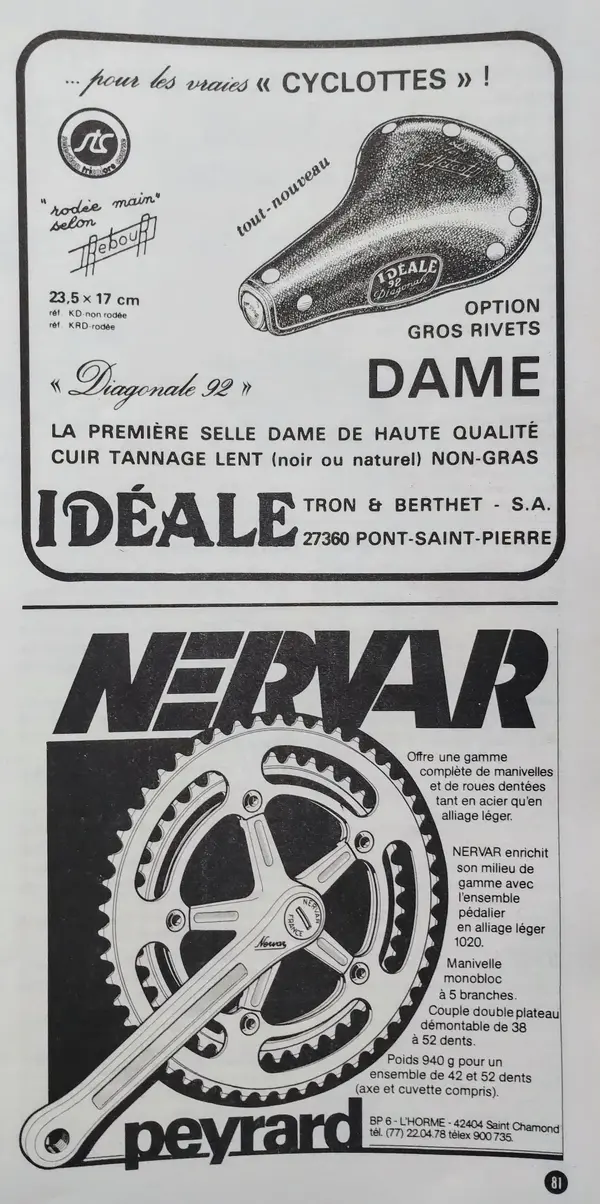 ... pour les vraies « CYCLOTTES » !
sts
"rodée main"
selon
Rebour
tout-nouveau
IDÉALE
92
Diagonale
23,5 x 17 cm
réf. KD-non rodée
réf. KRD-rodée
OPTION
GROS RIVETS
« Diagonale 92 »
DAME
LA PREMIÈRE SELLE DAME DE HAUTE QUALITÉ
CUIR TANNAGE LENT (noir ou naturel) NON-GRAS
IDÉALE
TRON & BERTHET - S.A.
27360 PONT-SAINT-PIERRE
NERVAR
Offre une gamme
complète de manivelles
et de roues dentées
tant en acier qu'en
alliage léger.
NERVAR enrichit
son milieu de
gamme avec
l'ensemble
pédalier
en alliage léger
1020.
Manivelle
monobloc
à 5 branches.
Couple double plateau
démontable de 38
à 52 dents.
Poids 940 g pour un
ensemble de 42 et 52 dents
(axe et cuvette compris).
NERVAR
FRANCE
Nervar
peyrard
BP 6 - L'HORME - 42404 Saint Chamond
tél. (77) 22.04.78 télex 900 735.
81